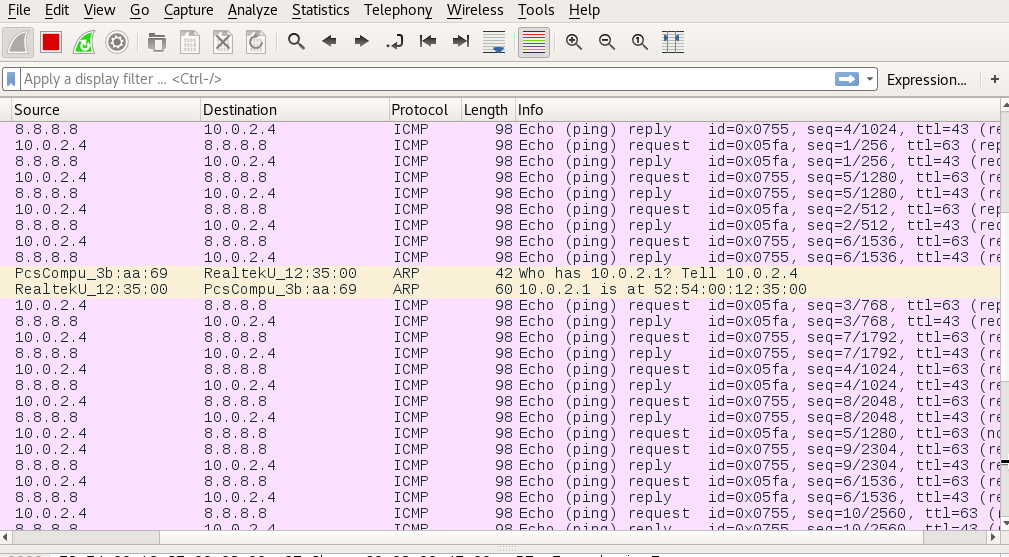 File Edit View Go Capture Analyze Statistics Telephony Wireless Tools Help
Apply a display filter ... <Ctrl-/> Expression... +
Source Destination Protocol Length Info
8.8.8.8 10.0.2.4 ICMP 98 Echo (ping) reply id=0x0755, seq=4/1024, ttl=43 (re
10.0.2.4 8.8.8.8 ICMP 98 Echo (ping) request id=0x05fa, seq=1/256, ttl=63 (rep
8.8.8.8 10.0.2.4 ICMP 98 Echo (ping) reply id=0x05fa, seq=1/256, ttl=43 (req
10.0.2.4 8.8.8.8 ICMP 98 Echo (ping) request id=0x0755, seq=5/1280, ttl=63 (re
8.8.8.8 10.0.2.4 ICMP 98 Echo (ping) reply id=0x0755, seq=5/1280, ttl=43 (re
10.0.2.4 8.8.8.8 ICMP 98 Echo (ping) request id=0x05fa, seq=2/512, ttl=63 (rep
8.8.8.8 10.0.2.4 ICMP 98 Echo (ping) reply id=0x05fa, seq=2/512, ttl=43 (req
10.0.2.4 8.8.8.8 ICMP 98 Echo (ping) request id=0x0755, seq=6/1536, ttl=63 (re
8.8.8.8 10.0.2.4 ICMP 98 Echo (ping) reply id=0x0755, seq=6/1536, ttl=43 (re
PcsCompu_3b:aa:69 RealtekU_12:35:00 ARP 42 Who has 10.0.2.1? Tell 10.0.2.4
RealtekU_12:35:00 PcsCompu_3b:aa:69 ARP 60 10.0.2.1 is at 52:54:00:12:35:00
10.0.2.4 8.8.8.8 ICMP 98 Echo (ping) request id=0x05fa, seq=3/768, ttl=63 (rep
8.8.8.8 10.0.2.4 ICMP 98 Echo (ping) reply id=0x05fa, seq=3/768, ttl=43 (req
10.0.2.4 8.8.8.8 ICMP 98 Echo (ping) request id=0x0755, seq=7/1792, ttl=63 (re
8.8.8.8 10.0.2.4 ICMP 98 Echo (ping) reply id=0x0755, seq=7/1792, ttl=43 (re
10.0.2.4 8.8.8.8 ICMP 98 Echo (ping) request id=0x05fa, seq=4/1024, ttl=63 (re
8.8.8.8 10.0.2.4 ICMP 98 Echo (ping) reply id=0x05fa, seq=4/1024, ttl=43 (re
10.0.2.4 8.8.8.8 ICMP 98 Echo (ping) request id=0x0755, seq=8/2048, ttl=63 (re
8.8.8.8 10.0.2.4 ICMP 98 Echo (ping) reply id=0x0755, seq=8/2048, ttl=43 (re
10.0.2.4 8.8.8.8 ICMP 98 Echo (ping) request id=0x05fa, seq=5/1280, ttl=63 (no
10.0.2.4 8.8.8.8 ICMP 98 Echo (ping) request id=0x0755, seq=9/2304, ttl=63 (re
8.8.8.8 10.0.2.4 ICMP 98 Echo (ping) reply id=0x0755, seq=9/2304, ttl=43 (re
10.0.2.4 8.8.8.8 ICMP 98 Echo (ping) request id=0x05fa, seq=6/1536, ttl=63 (re
8.8.8.8 10.0.2.4 ICMP 98 Echo (ping) reply id=0x05fa, seq=6/1536, ttl=43 (re
10.0.2.4 8.8.8.8 ICMP 98 Echo (ping) request id=0x0755, seq=10/2560, ttl=63 (r
8.8.8.8 10.0.2.4 ICMP 98 Echo (ping) reply id=0x0755, seq=10/2560, ttl=43 (r